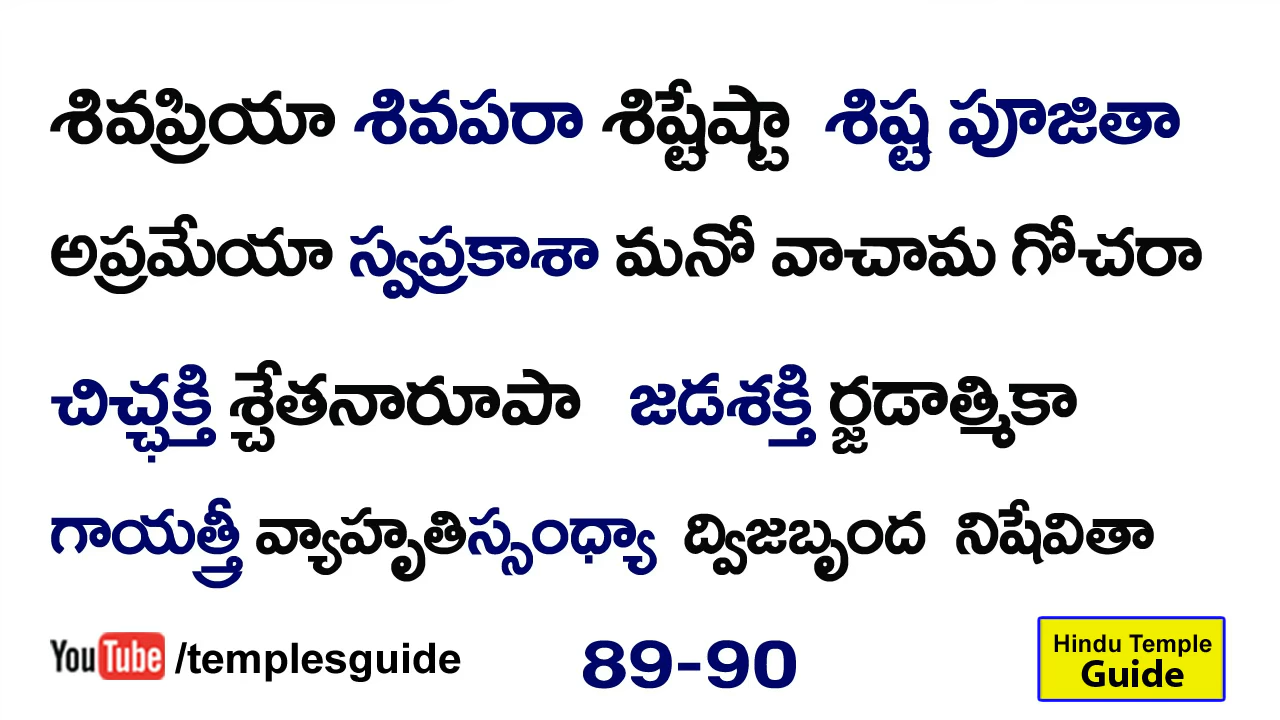 శివప్రియా శివపరా శిష్టేష్టా శిష్ట పూజితా
అప్రమేయా స్వప్రకాశా మనో వాచామ గోచరా
చిచ్ఛక్తి శ్చేతనారూపా జడశక్తి ర్జడాత్మికా
గాయత్త్రీ వ్యాహృతిస్సంధ్యా ద్విజబృంద నిషేవితా
YouTube /templesguide
89-90
Hindu Temple
Guide